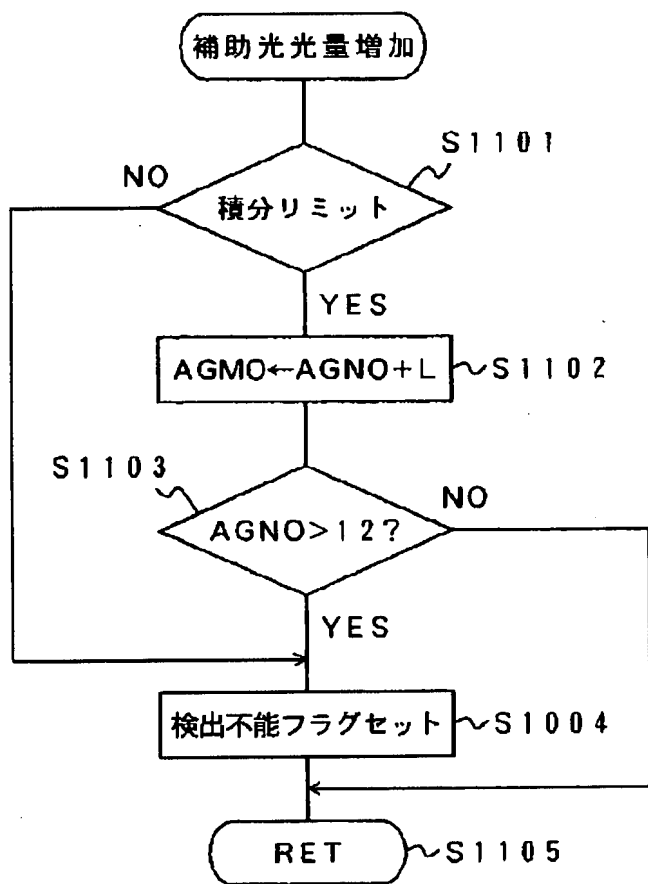 補助光光量増加
S1101
NO
積分リミット
YES
AGMO←AGNO+L
S1102
S1103
NO
AGNO>12?
YES
検出不能フラグセット
S1004
RET
S1105